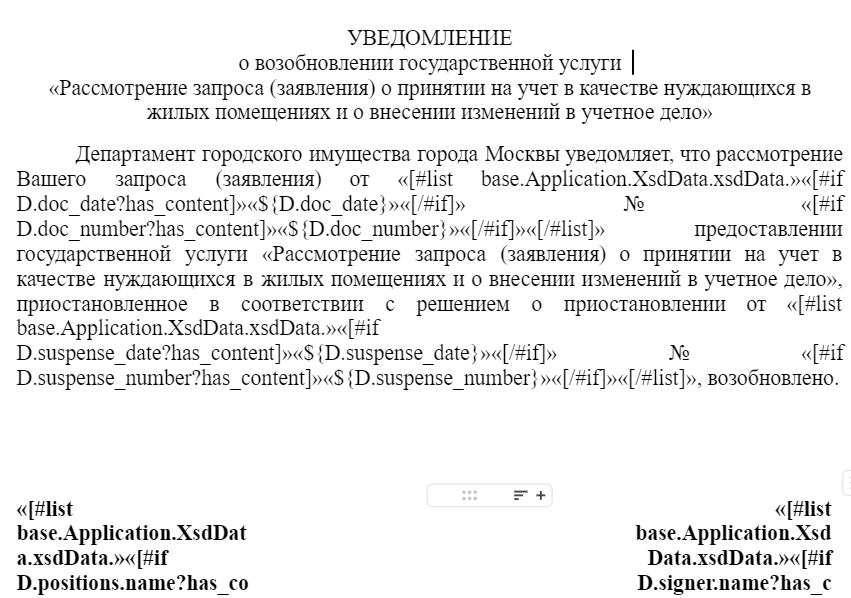 УВЕДОМЛЕНИЕ
о возобновлении государственной услуги
«Рассмотрение запроса (заявления) о принятии на учет в качестве нуждающихся в
жилых помещениях и о внесении изменений в учетное дело»
Департамент городского имущества города Москвы уведомляет, что рассмотрение
Вашего запроса (заявления) от «[#list base.Application.XsdData.xsdData.»«[#if
D.doc_date?has_content]»«${D.doc_date}»«[/#if]» № «[#if
D.doc_number?has_content]»«${D.doc_number}»«[/#if]»«[/#list]» предоставлении
государственной услуги «Рассмотрение запроса (заявления) о принятии на учет в
качестве нуждающихся в жилых помещениях и о внесении изменений в учетное дело»,
приостановленное в соответствии с решением о приостановлении от «[#list
base.Application.XsdData.xsdData.»«[#if
D.suspense_date?has_content]»«${D.suspense_date}»«[/#if]» № «[#if
D.suspense_number?has_content]»«${D.suspense_number}»«[/#if]»«[/#list]», возобновлено.
«[#list
base.Application.XsdDat
a.xsdData.»«[#if
D.positions.name?has_co
«[#list
base.Application.Xsd
Data.xsdData.»«[#if
D.signer.name?has_c